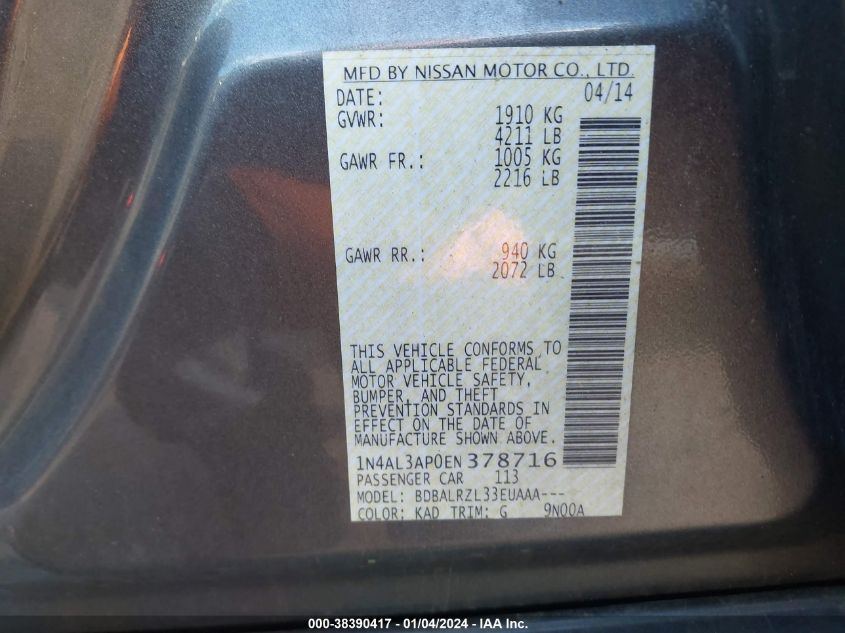 MFD BY NISSAN MOTOR CO., LTD.
DATE: 04/14
GVWR: 1910 KG
4211 LB
GAWR FR.: 1005 KG
2216 LB
GAWR RR.: 940 KG
2072 LB
THIS VEHICLE CONFORMS TO
ALL APPLICABLE FEDERAL
MOTOR VEHICLE SAFETY,
BUMPER, AND THEFT
PREVENTION STANDARDS IN
EFFECT ON THE DATE OF
MANUFACTURE SHOWN ABOVE.
1N4AL3AP0EN378716
PASSENGER CAR 113
MODEL: BDBALRZL33EUAAA---
COLOR: KAD TRIM: G 9N00A
000-38390417 - 01/04/2024 - IAA Inc.